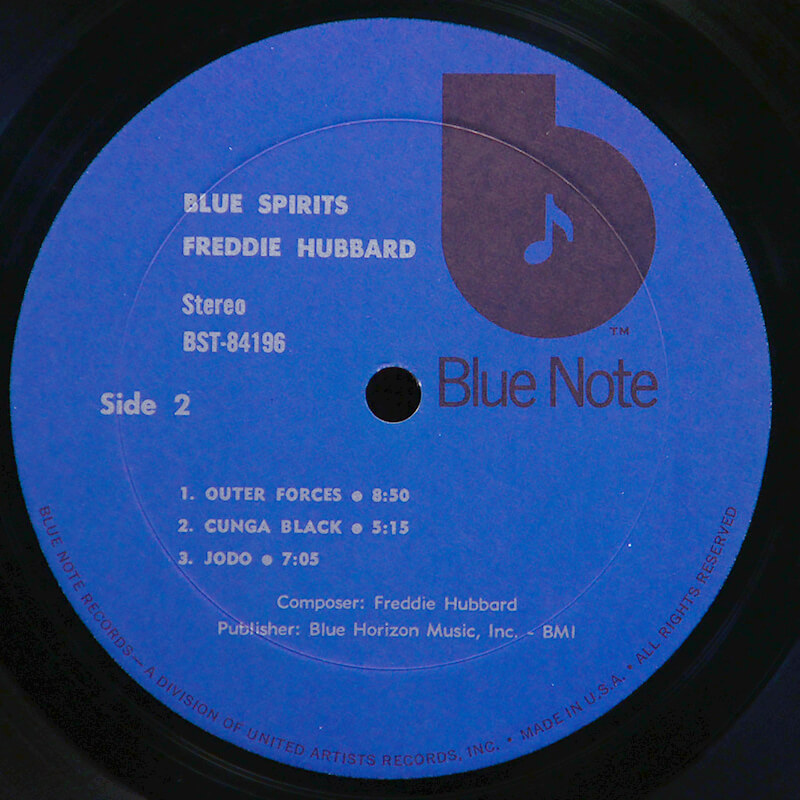 BLUE SPIRITS
FREDDIE HUBBARD
Stereo
BST-84196
Side 2
TM
Blue Note
1. OUTER FORCES ● 8:50
2. CUNGA BLACK ● 5:15
3. JODO ● 7:05
Composer: Freddie Hubbard
Publisher: Blue Horizon Music, Inc. - BMI
BLUE NOTE RECORDS — A DIVISION OF UNITED ARTISTS RECORDS, INC. • MADE IN U.S.A. • ALL RIGHTS RESERVED